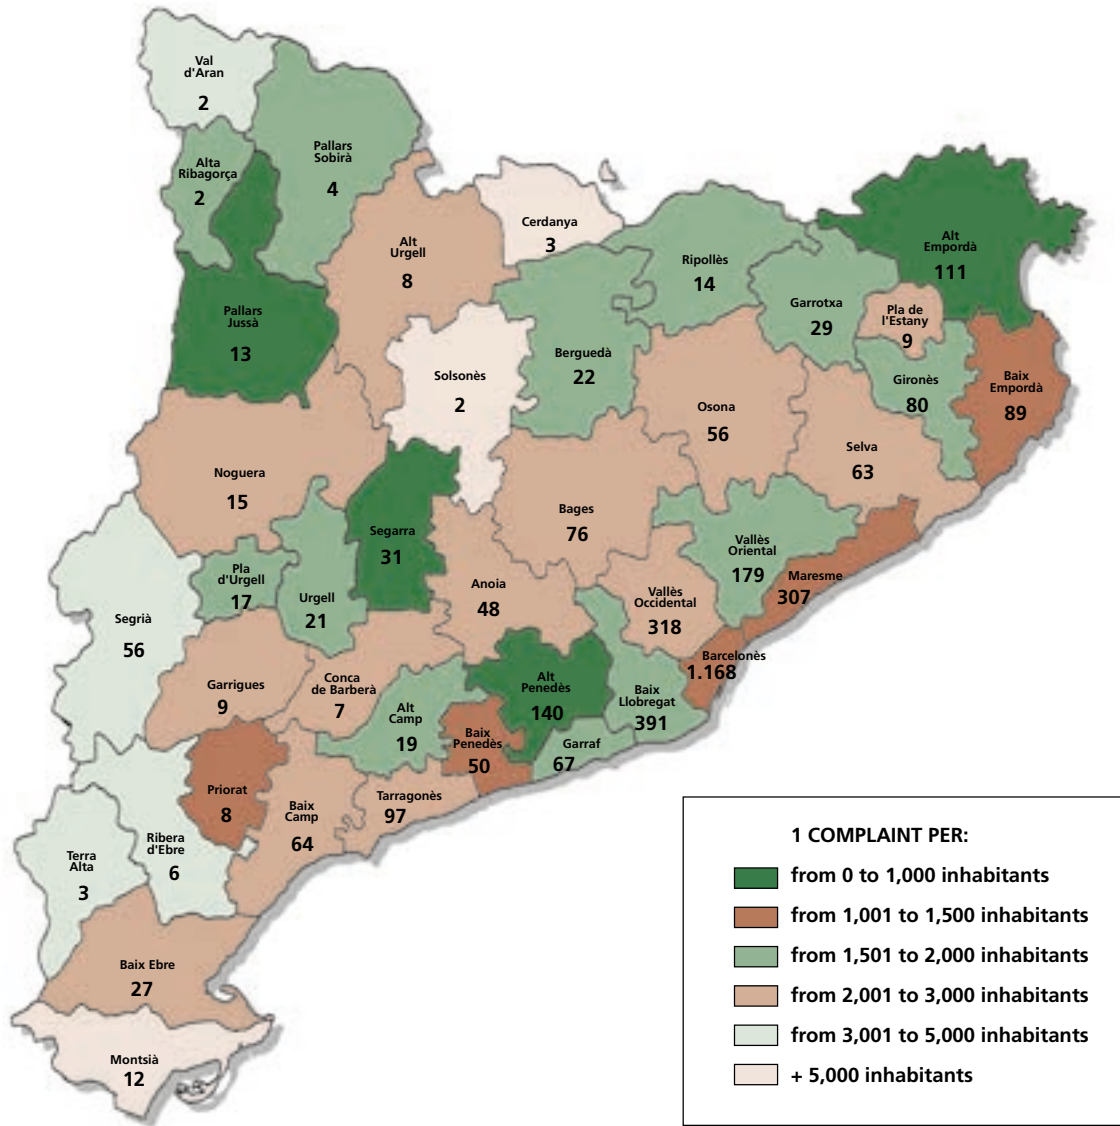 Val
d'Aran
2
Pallars
Sobirà
4
Alta
Ribagorça
2
Alt
Urgell
8
Cerdanya
3
Ripollès
14
Alt
Empordà
111
Garrotxa
29
Pla de
l'Estany
9
Pallars
Jussà
13
Berguedà
22
Gironès
80
Baix
Empordà
89
Solsonès
2
Osona
56
Selva
63
Noguera
15
Bages
76
Segarra
31
Vallès
Oriental
179
Maresme
307
Pla
d'Urgell
17
Urgell
21
Anoia
48
Vallès
Occidental
318
Segrià
56
Barcelonès
1.168
Garrigues
9
Conca
de Barberà
7
Alt
Penedès
140
Baix
Llobregat
391
Alt
Camp
19
Baix
Penedès
50
Garraf
67
Priorat
8
Baix
Camp
64
Tarragonès
97
Ribera
d'Ebre
6
Terra
Alta
3
Baix Ebre
27
Montsià
12
1 COMPLAINT PER:
from 0 to 1,000 inhabitants
from 1,001 to 1,500 inhabitants
from 1,501 to 2,000 inhabitants
from 2,001 to 3,000 inhabitants
from 3,001 to 5,000 inhabitants
+ 5,000 inhabitants